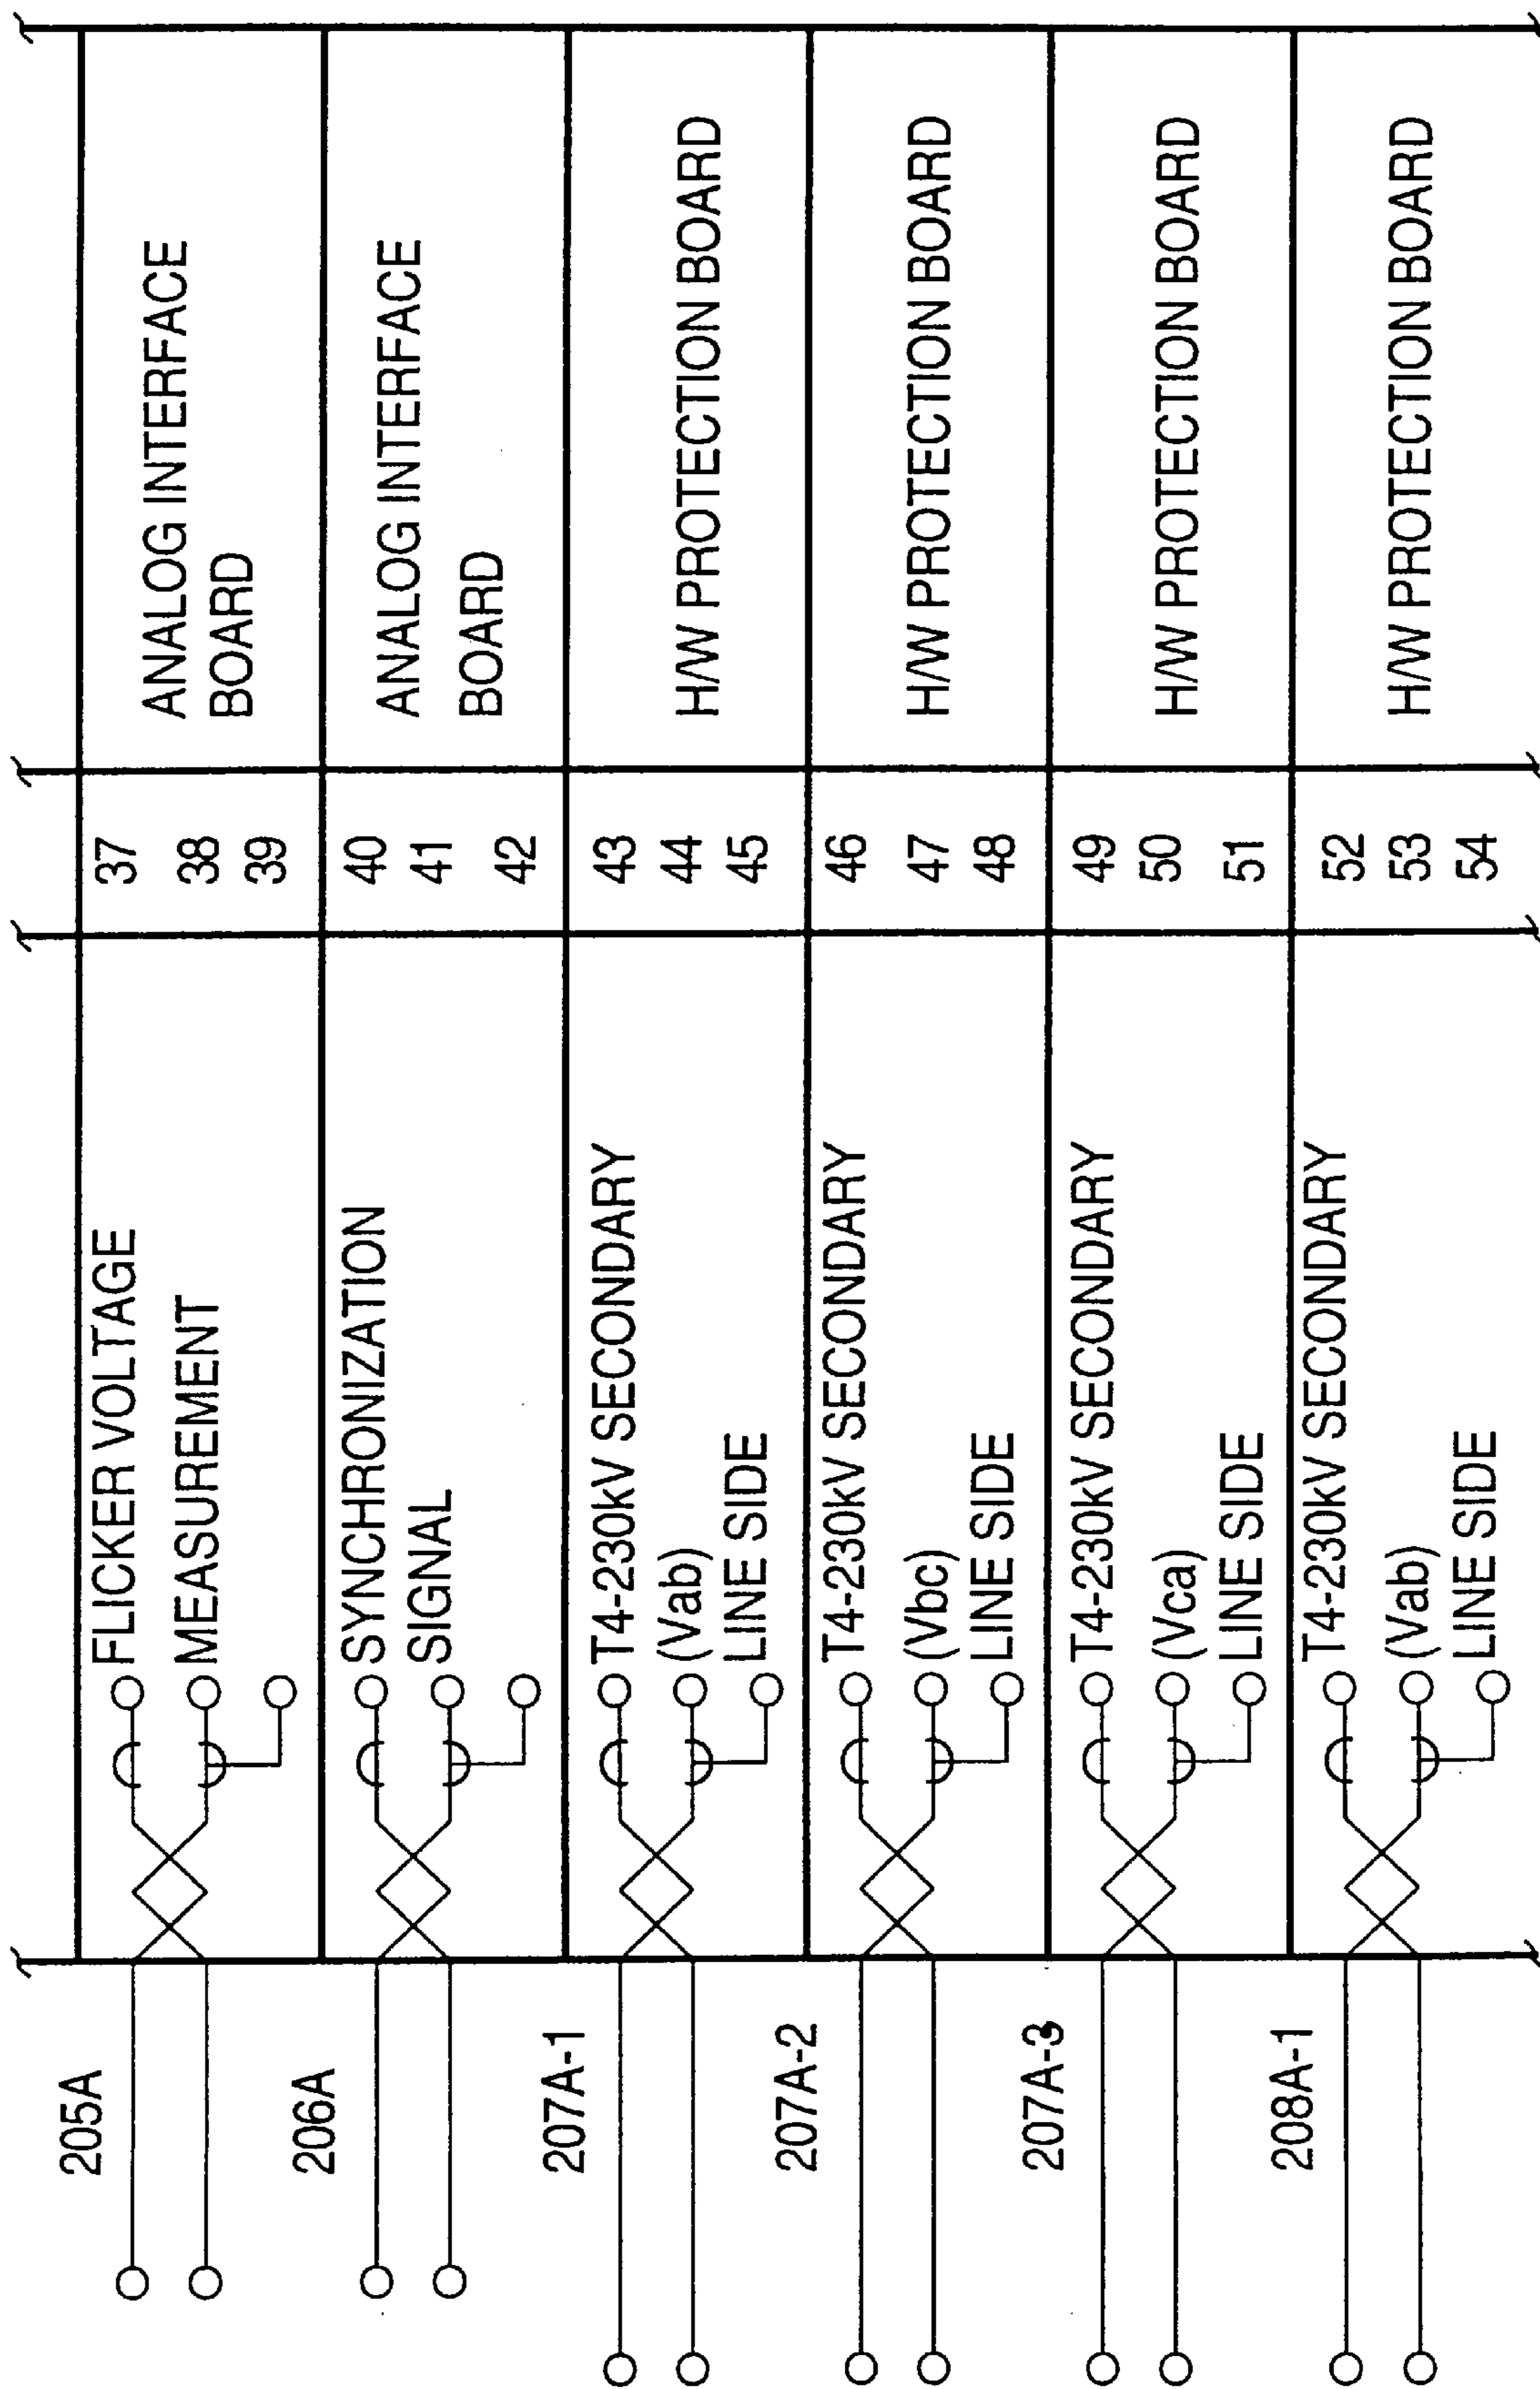 205A
FLICKER VOLTAGE
MEASUREMENT
37
38
39
ANALOG INTERFACE
BOARD
206A
SYNCHRONIZATION
SIGNAL
40
41
42
ANALOG INTERFACE
BOARD
207A-1
T4-230kV SECONDARY
(Vab)
LINE SIDE
43
44
45
H/W PROTECTION BOARD
207A-2
T4-230kV SECONDARY
(Vbc)
LINE SIDE
46
47
48
H/W PROTECTION BOARD
207A-3
T4-230kV SECONDARY
(Vca)
LINE SIDE
49
50
51
H/W PROTECTION BOARD
208A-1
T4-230kV SECONDARY
(Vab)
LINE SIDE
52
53
54
H/W PROTECTION BOARD